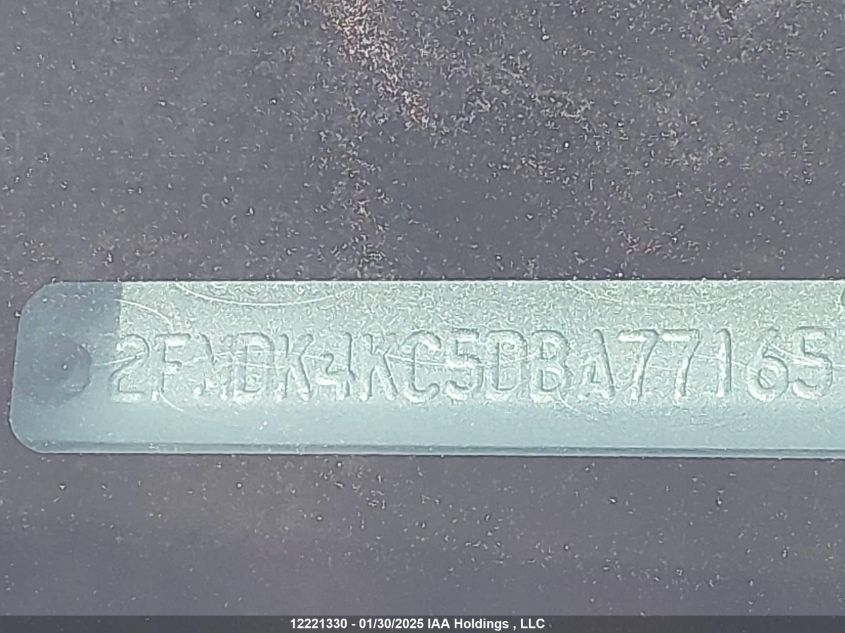 2FMDK4KC5DBA77165
12221330 - 01/30/2025 IAA Holdings , LLC